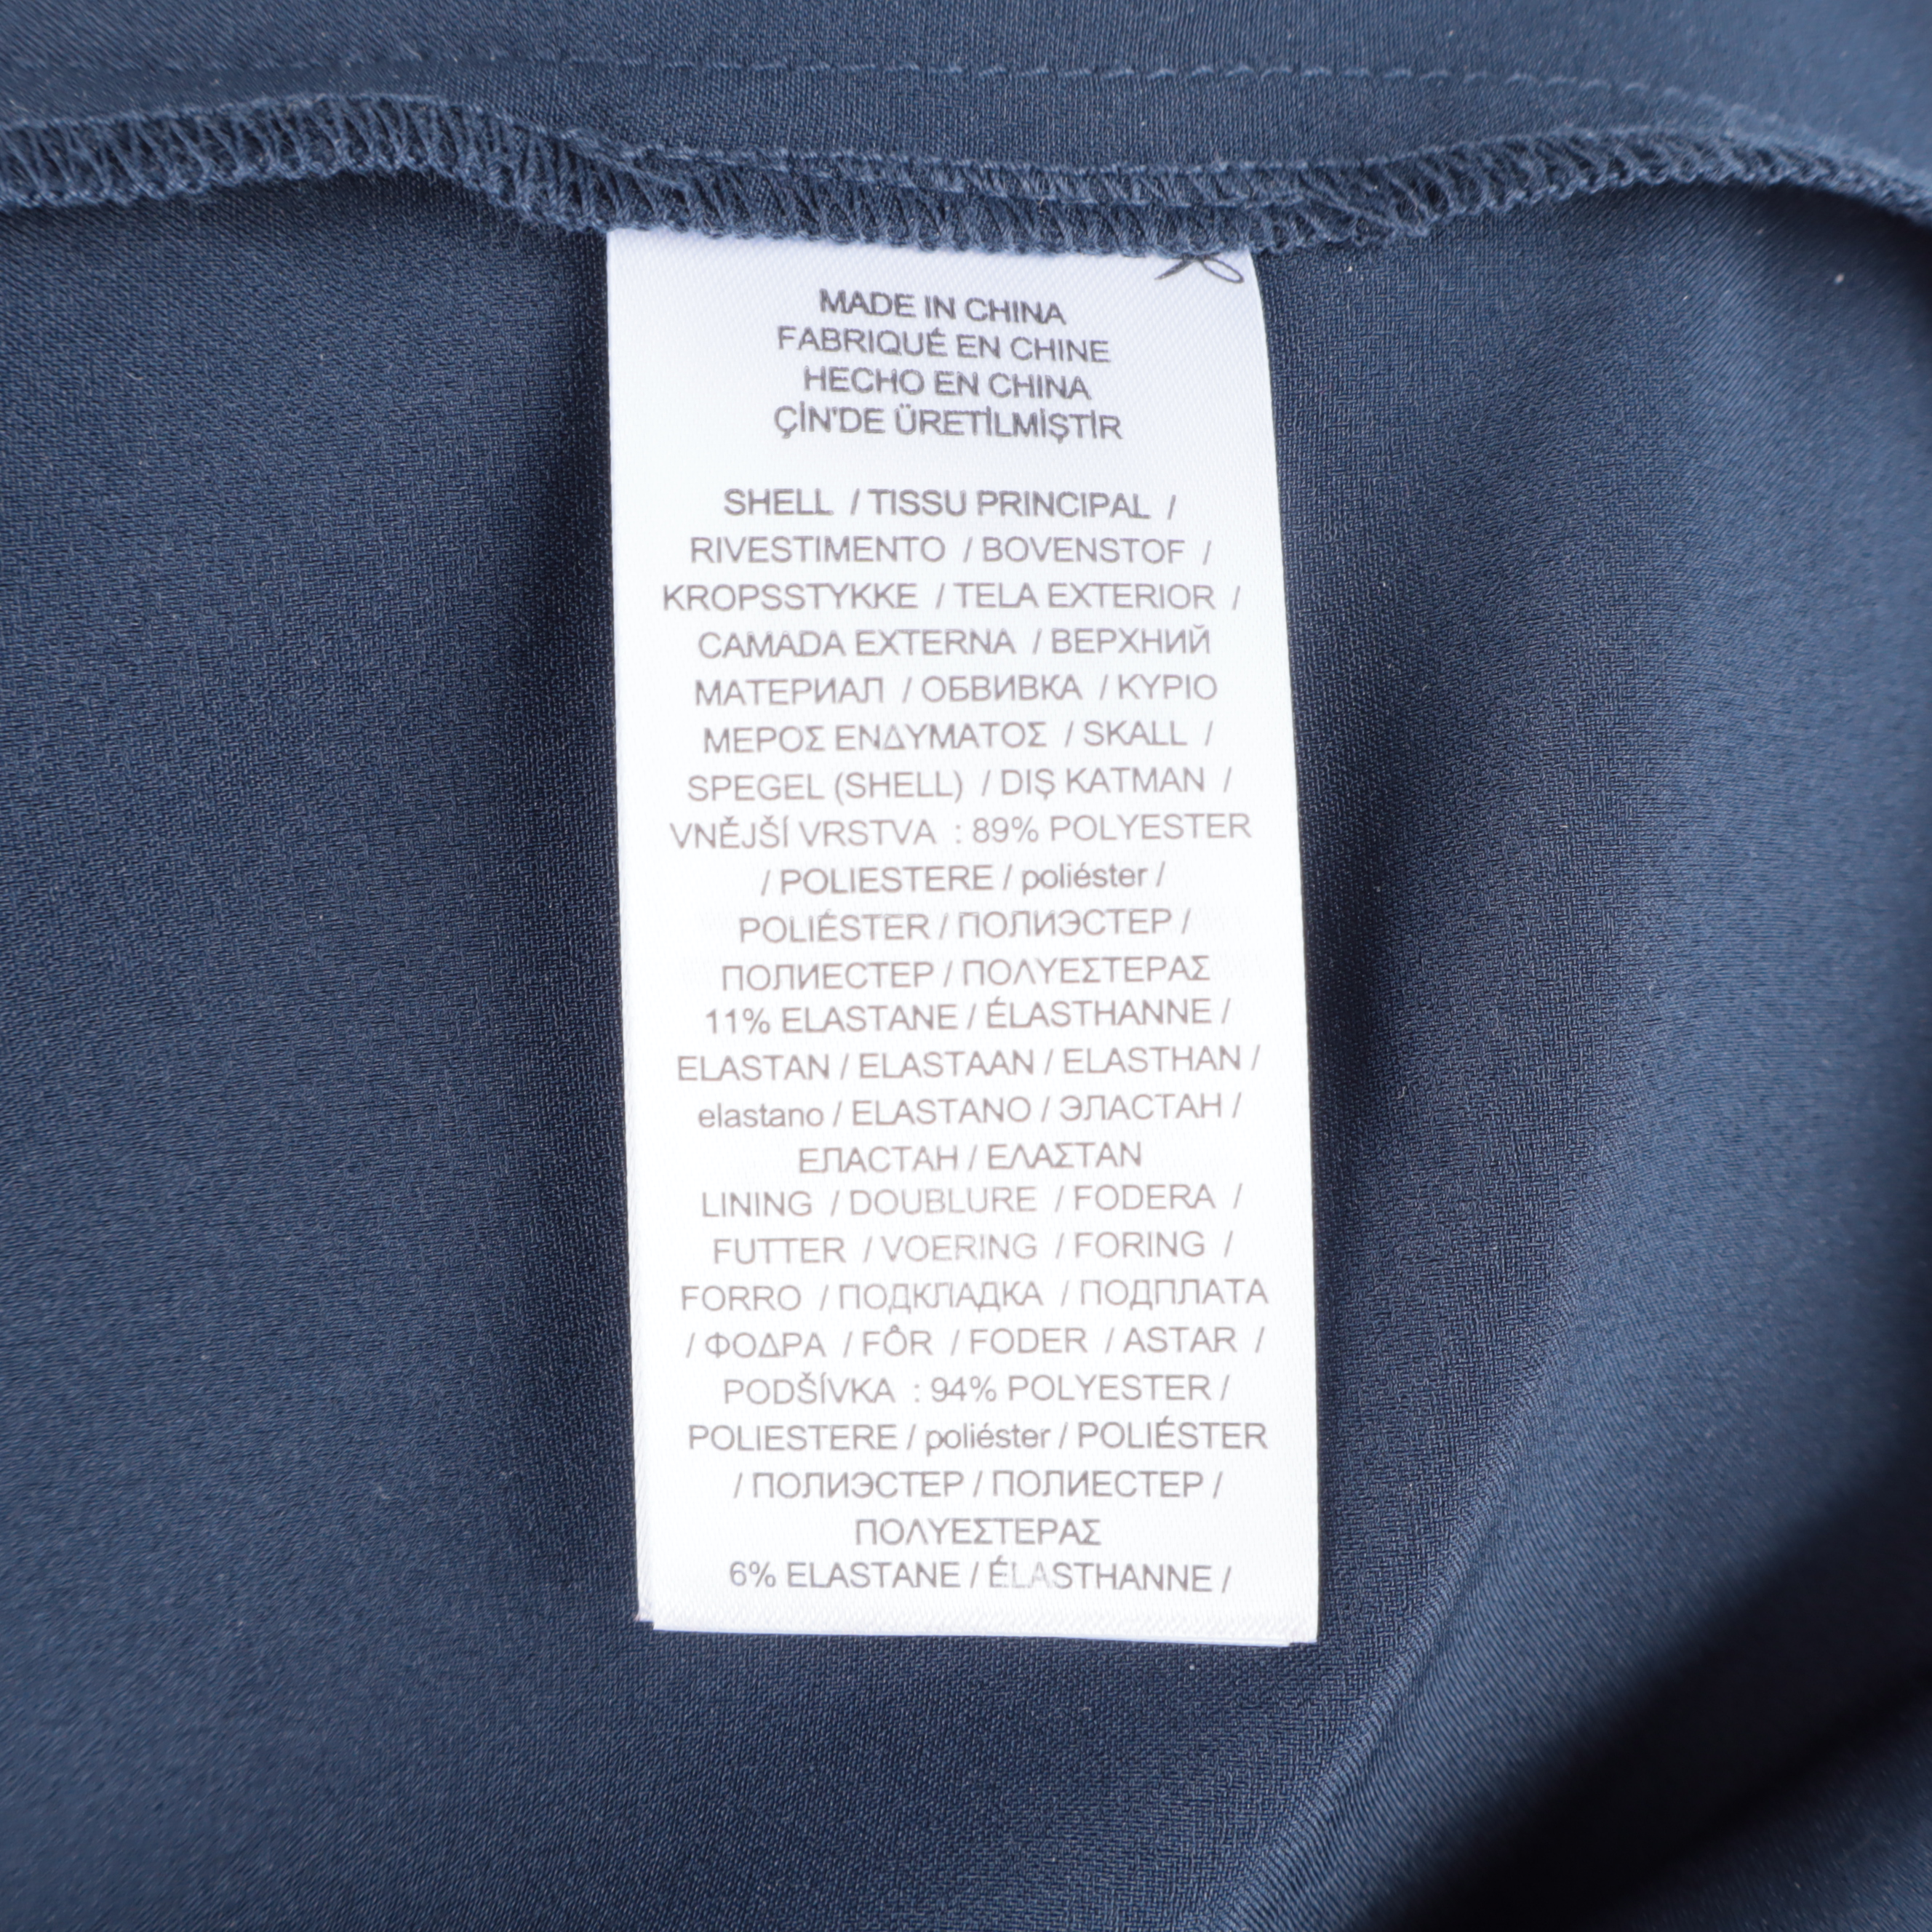 MADE IN CHINA
FABRIQUÉ EN CHINE
HECHO EN CHINA
ÇİN'DE ÜRETİLMİŞTİR
SHELL / TISSU PRINCIPAL /
RIVESTIMENTO / BOVENSTOF /
KROPSSTYKKE / TELA EXTERIOR /
CAMADA EXTERNA / ВЕРХНИЙ
МАТЕРИАЛ / ОБВИВКА / ΚΥΡΙΟ
ΜΕΡΟΣ ΕΝΔΥΜΑΤΟΣ / SKALL /
SPEGEL (SHELL) / DIŞ KATMAN /
VNĚJŠÍ VRSTVA : 89% POLYESTER
/ POLIESTERE / poliéster /
POLIÉSTER / ПОЛИЭСТЕР /
ПОЛИЕСТЕР / ΠΟΛΥΕΣΤΕΡΑΣ
11% ELASTANE / ÉLASTHANNE /
ELASTAN / ELASTAAN / ELASTHAN /
elastano / ELASTANO / ЭЛАСТАН /
ЕЛАСТАН / ΕΛΑΣΤΑΝ
LINING / DOUBLURE / FODERA /
FUTTER / VOERING / FORING /
FORRO / ПОДКЛАДКА / ПОДПЛАТА
/ ΦΟΔΡΑ / FÔR / FODER / ASTAR /
PODŠÍVKA : 94% POLYESTER /
POLIESTERE / poliéster / POLIÉSTER
/ ПОЛИЭСТЕР / ПОЛИЕСТЕР /
ΠΟΛΥΕΣΤΕΡΑΣ
6% ELASTANE / ÉLASTHANNE /